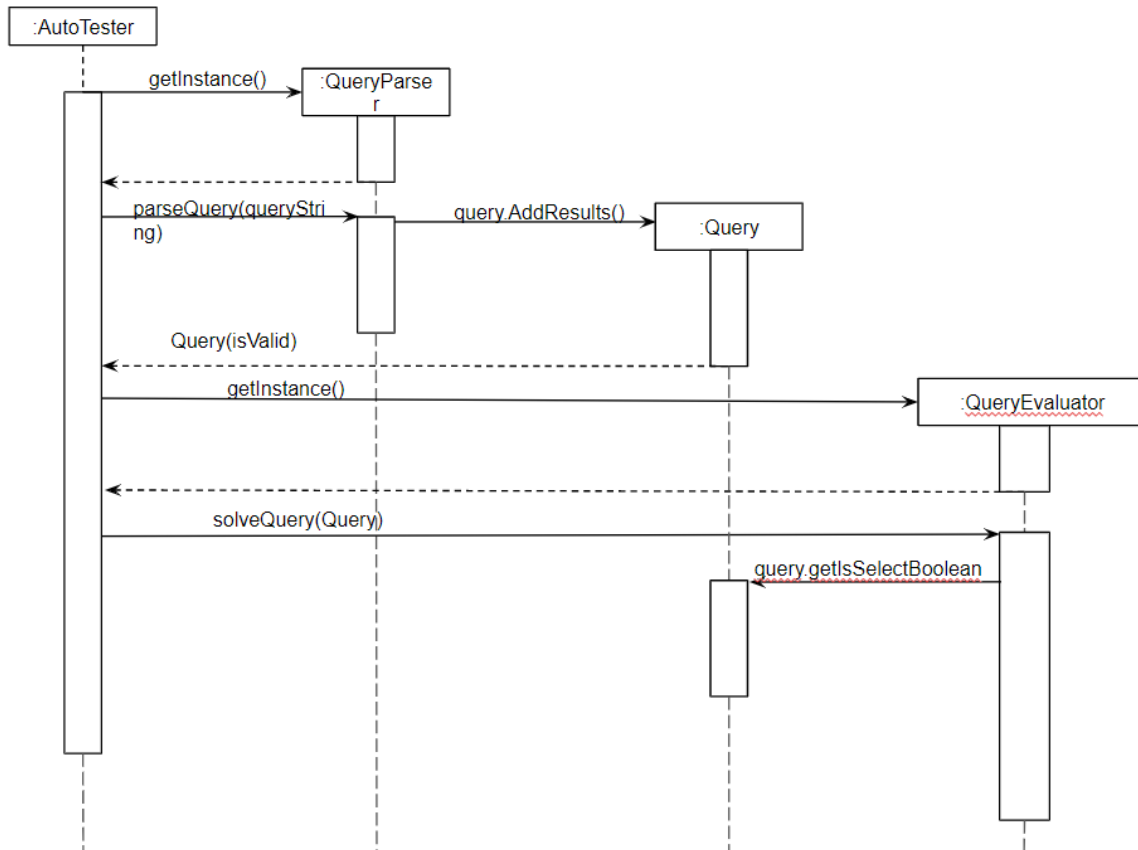 :AutoTester
getInstance()
:QueryParse
r
parseQuery(queryStri
ng)
query.AddResults()
:Query
Query(isValid)
getInstance()
:QueryEvaluator
solveQuery(Query)
query.getIsSelectBoolean